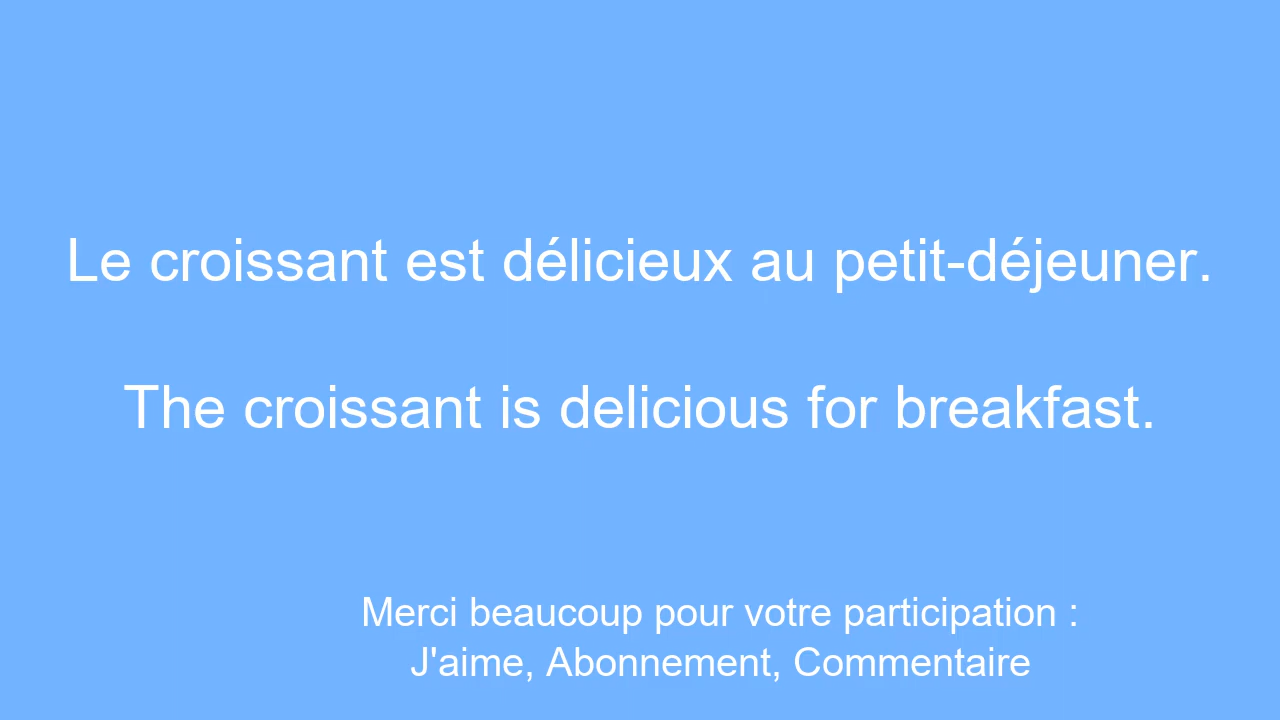 Le croissant est délicieux au petit-déjeuner.
The croissant is delicious for breakfast.
Merci beaucoup pour votre participation :
J'aime, Abonnement, Commentaire